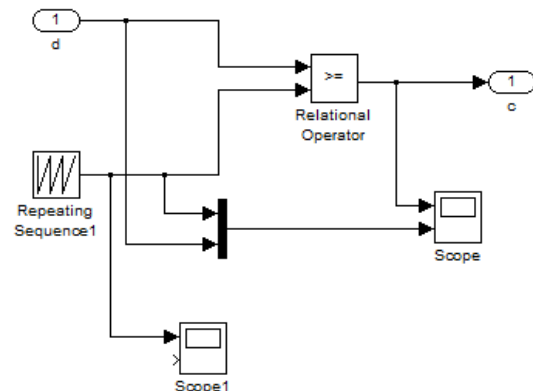 1
d
>=
Relational
Operator
1
c
Repeating
Sequence1
Scope
Scope1